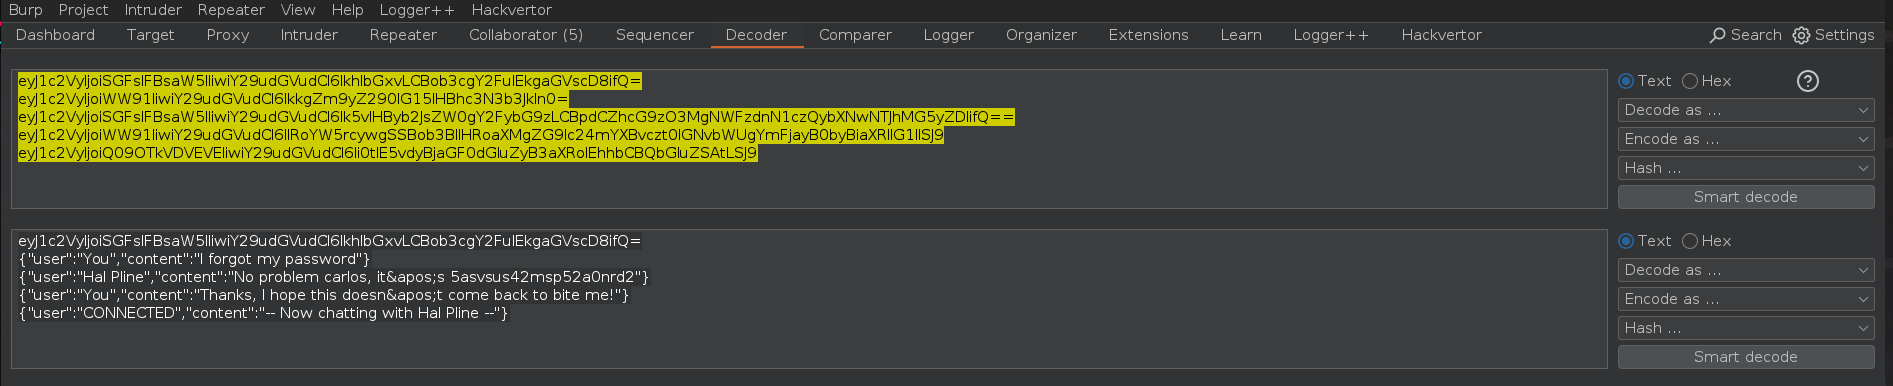 Burp Project Intruder Repeater View Help Logger++ Hackvertor
Dashboard Target Proxy Intruder Repeater Collaborator (5) Sequencer Decoder Comparer Logger Organizer Extensions Learn Logger++ Hackvertor Search Settings
eyJ1c2VyIjoiSGFsIFBsaW5lIiwiY29udGVudCI6IkhlbGxvLCBob3cgY2FuIEkgaGVscD8ifQ=
eyJ1c2VyIjoiWW91IiwiY29udGVudCI6IkkgZm9yZ290IG15IHBhc3N3b3JkIn0=
eyJ1c2VyIjoiSGFsIFBsaW5lIiwiY29udGVudCI6Ik5vIHByb2JsZW0gY2FybG9zLCBpdCZhcG9zO3MgNWFzdnN1czQybXNwNTJhMG5yZDIifQ==
eyJ1c2VyIjoiWW91IiwiY29udGVudCI6IlRoYW5rcywgSSBob3BlIHRoaXMgZG9lc24mYXBvczt0IGNvbWUgYmFjayB0byBiaXRlIG1lISJ9
eyJ1c2VyIjoiQ09OTkVDVEVEIiwiY29udGVudCI6Ii0tIE5vdyBjaGF0dGluZyB3aXRoIEhhbCBQbGluZSAtLSJ9
Text Hex ?
Decode as ...
Encode as ...
Hash ...
Smart decode
eyJ1c2VyIjoiSGFsIFBsaW5lIiwiY29udGVudCI6IkhlbGxvLCBob3cgY2FuIEkgaGVscD8ifQ=
{"user":"You","content":"I forgot my password"}
{"user":"Hal Pline","content":"No problem carlos, it&apos;s 5asvsus42msp52a0nrd2"}
{"user":"You","content":"Thanks, I hope this doesn&apos;t come back to bite me!"}
{"user":"CONNECTED","content":"-- Now chatting with Hal Pline --"}
Text Hex
Decode as ...
Encode as ...
Hash ...
Smart decode